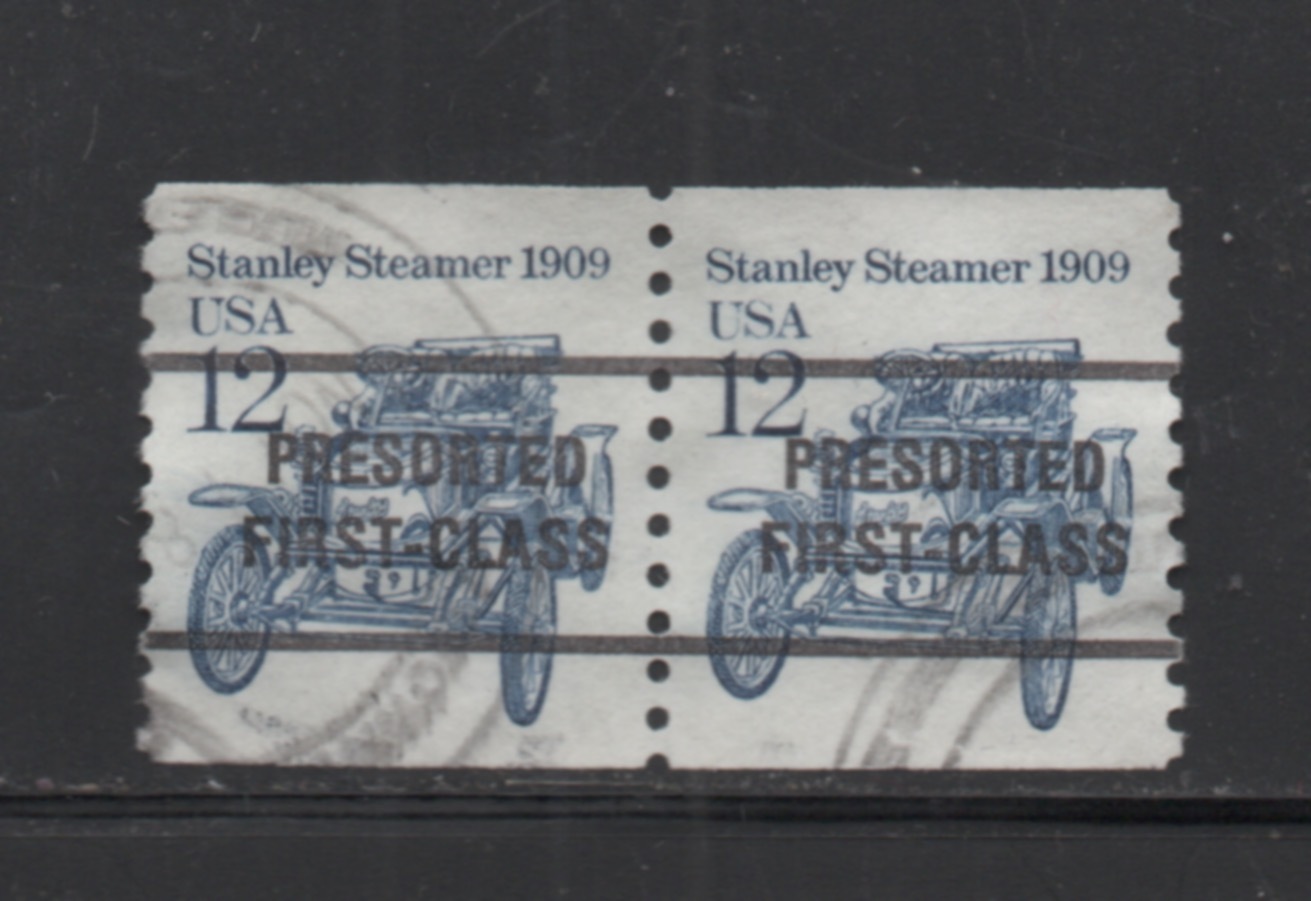 Stanley Steamer 1909
USA
12
PRESORTED
FIRST-CLASS
Stanley Steamer 1909
USA
12
PRESORTED
FIRST-CLASS